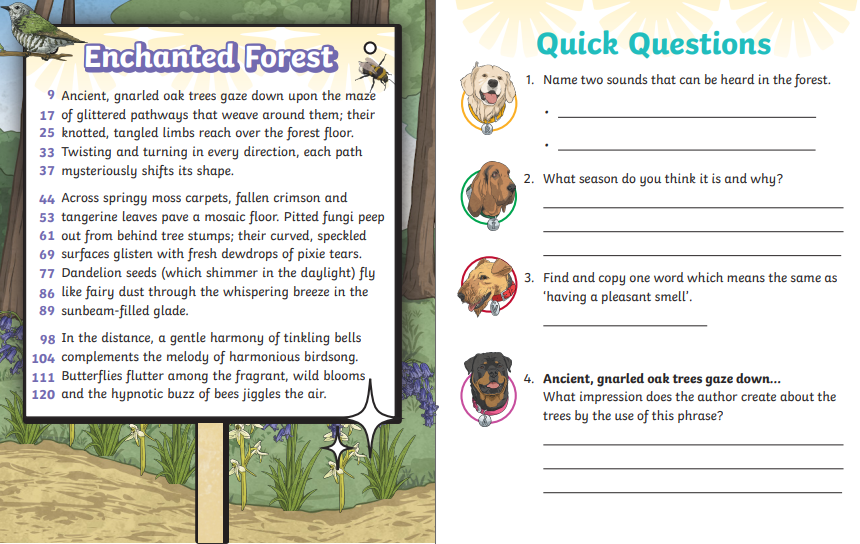 Enchanted Forest
9 Ancient, gnarled oak trees gaze down upon the maze
17 of glittered pathways that weave around them; their
25 knotted, tangled limbs reach over the forest floor.
33 Twisting and turning in every direction, each path
37 mysteriously shifts its shape.
44 Across springy moss carpets, fallen crimson and
53 tangerine leaves pave a mosaic floor. Pitted fungi peep
61 out from behind tree stumps; their curved, speckled
69 surfaces glisten with fresh dewdrops of pixie tears.
77 Dandelion seeds (which shimmer in the daylight) fly
86 like fairy dust through the whispering breeze in the
89 sunbeam-filled glade.
98 In the distance, a gentle harmony of tinkling bells
104 complements the melody of harmonious birdsong.
111 Butterflies flutter among the fragrant, wild blooms
120 and the hypnotic buzz of bees jiggles the air.
Quick Questions
1. Name two sounds that can be heard in the forest.
•
•
2. What season do you think it is and why?
3. Find and copy one word which means the same as
‘having a pleasant smell’.
4. Ancient, gnarled oak trees gaze down...
What impression does the author create about the
trees by the use of this phrase?